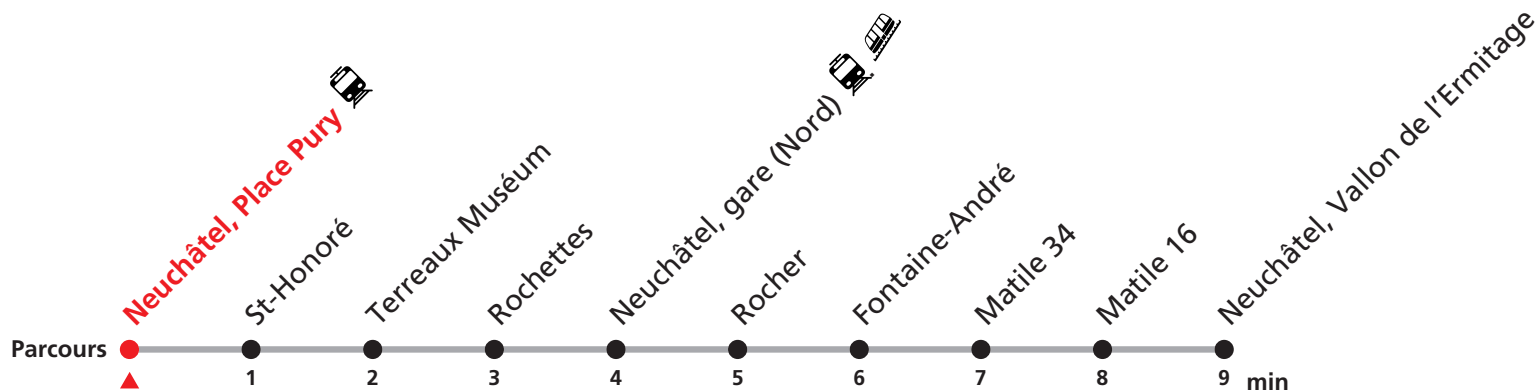 Neuchâtel, Place Pury
St-Honoré
Terreaux Muséum
Rochettes
Neuchâtel, gare (Nord)
Rocher
Fontaine-André
Matile 34
Matile 16
Neuchâtel, Vallon de l'Ermitage
Parcours
1 2 3 4 5 6 7 8 9 min